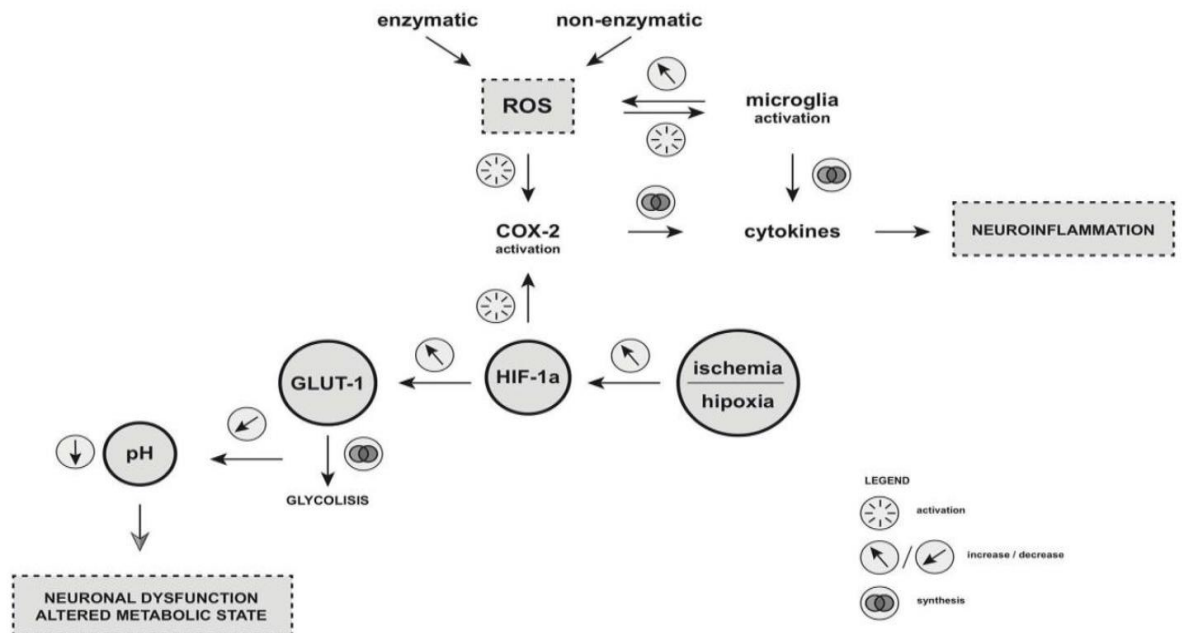 enzymatic
non-enzymatic
ROS
microglia
activation
COX-2
activation
cytokines
NEUROINFLAMMATION
GLUT-1
HIF-1a
ischemia
hipoxia
pH
GLYCOLISIS
NEURONAL DYSFUNCTION
ALTERED METABOLIC STATE
LEGEND
activation
/
increase / decrease
synthesis